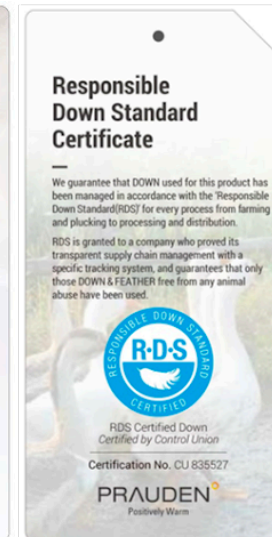 Responsible
Down Standard
Certificate
We guarantee that DOWN used for this product has
been managed in accordance with the 'Responsible
Down Standard(RDS)' for every process from farming
and plucking to processing and distribution.
RDS is granted to a company who proved its
transparent supply chain management with a
specific tracking system, and guarantees that only
those DOWN & FEATHER free from any animal
abuse have been used.
RESPONSIBLE DOWN STANDARD
R·D·S
CERTIFIED
RDS Certified Down
Certified by Control Union
Certification No. CU 835527
PRAUDEN
Positively Warm